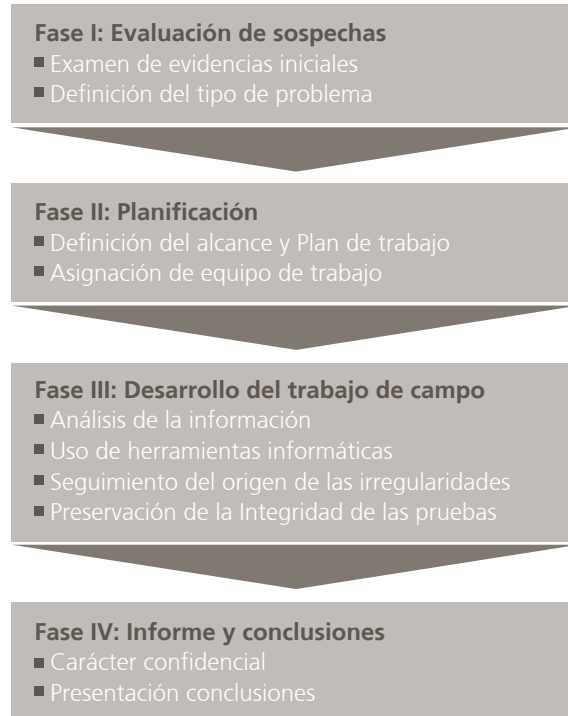 Fase I: Evaluación de sospechas
Examen de evidencias iniciales
Definición del tipo de problema
Fase II: Planificación
Definición del alcance y Plan de trabajo
Asignación de equipo de trabajo
Fase III: Desarrollo del trabajo de campo
Análisis de la información
Uso de herramientas informáticas
Seguimiento del origen de las irregularidades
Preservación de la Integridad de las pruebas
Fase IV: Informe y conclusiones
Carácter confidencial
Presentación conclusiones